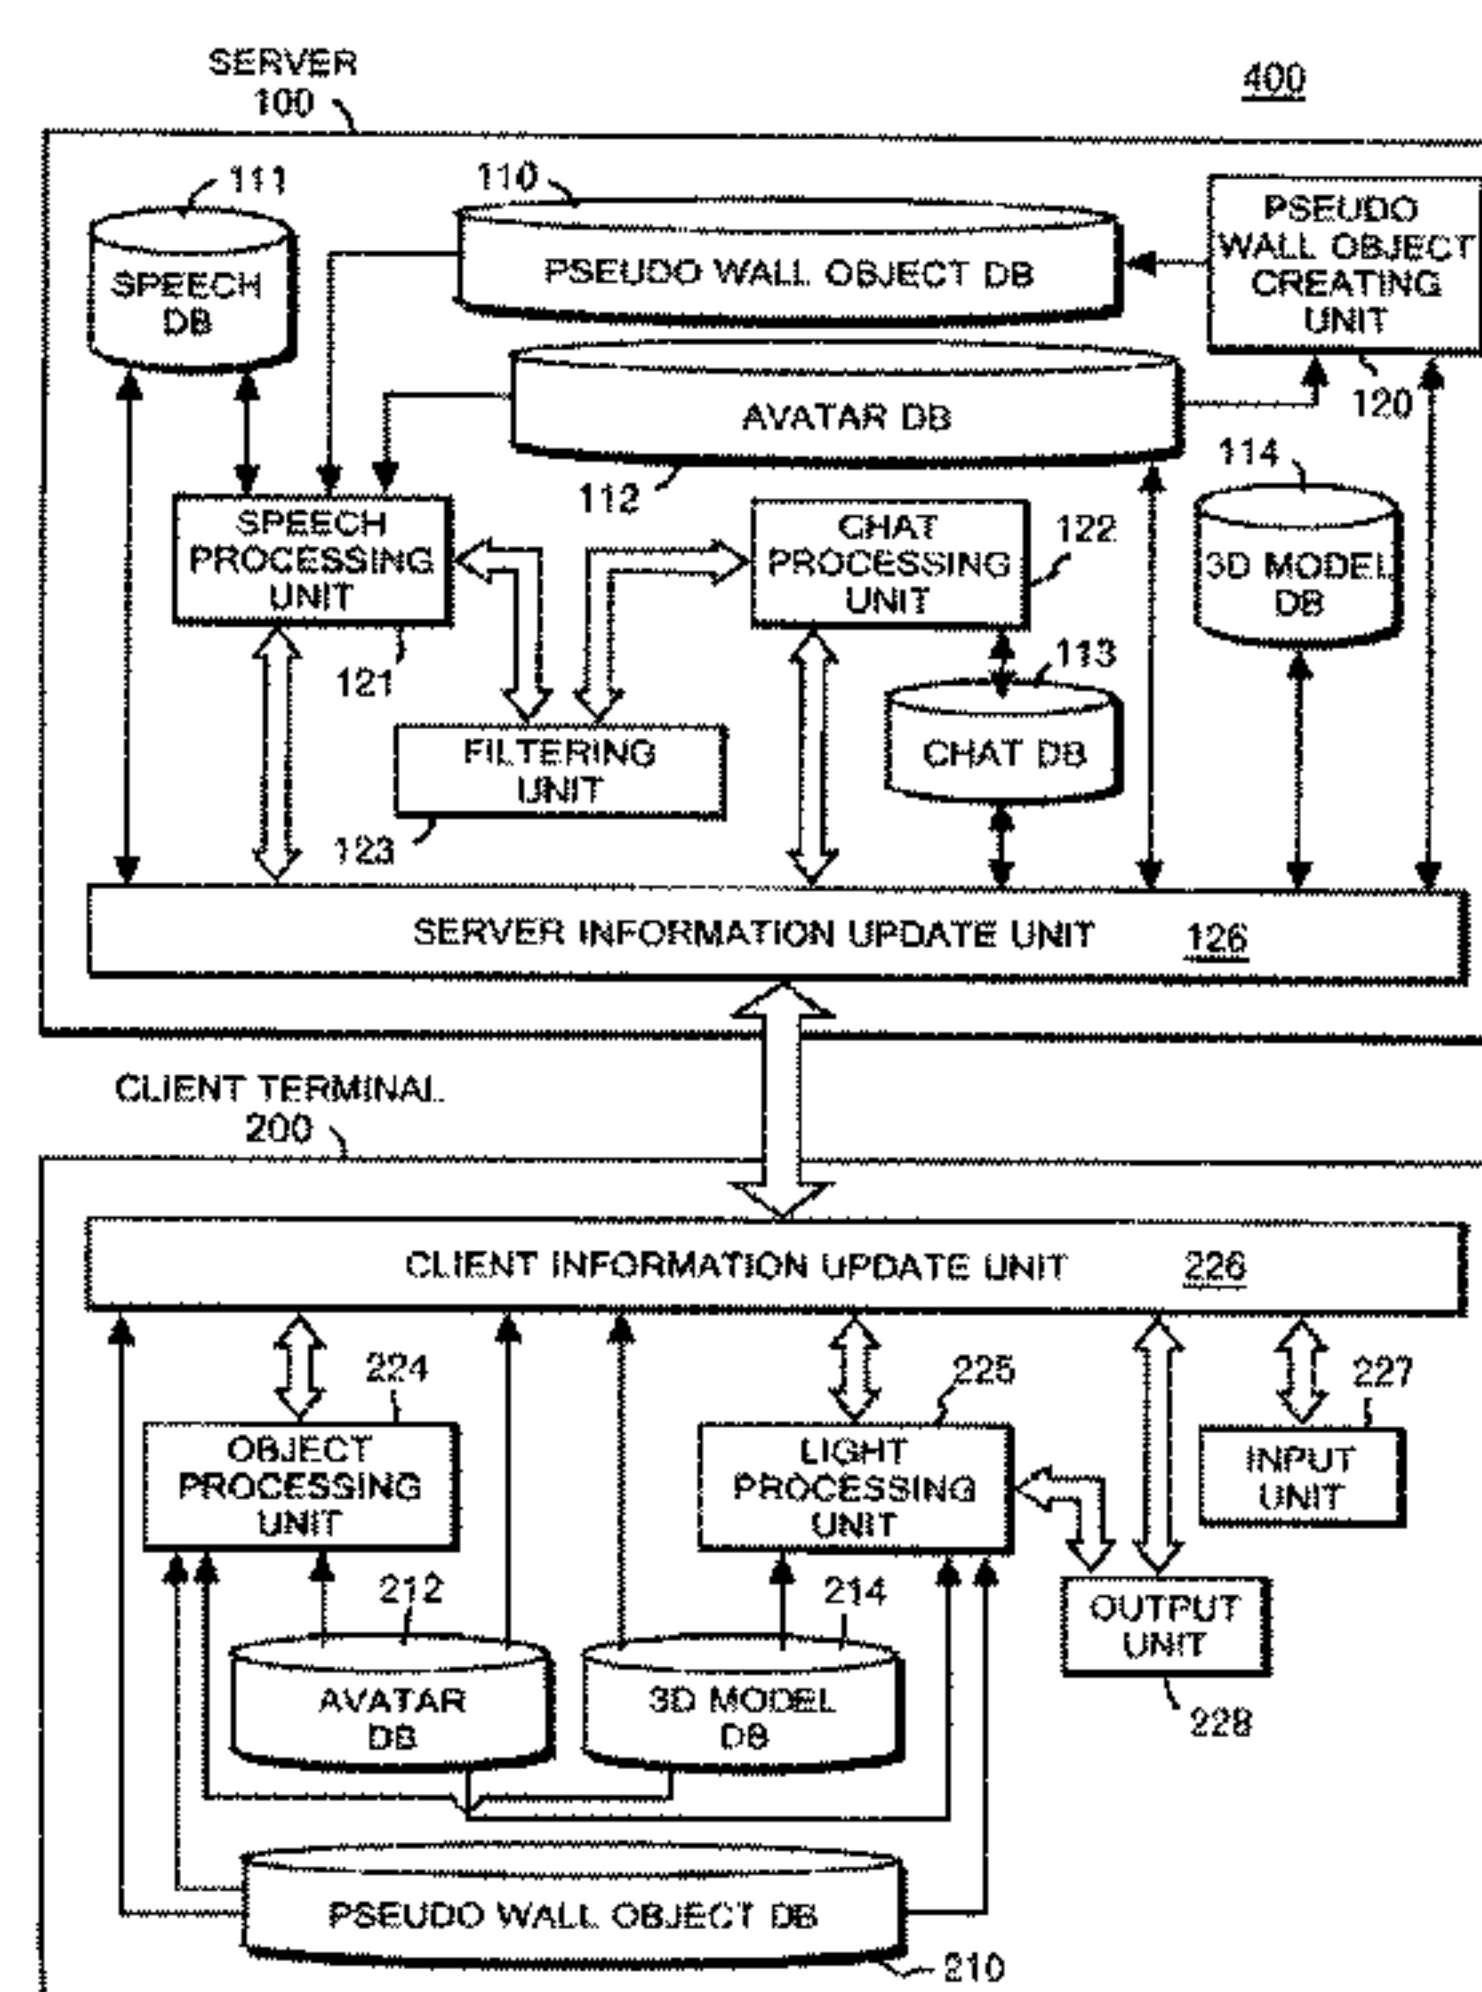 SERVER
100
400
111
110
SPEECH
DB
PSEUDO WALL OBJECT DB
PSEUDO
WALL OBJECT
CREATING
UNIT
AVATAR DB
120
112
114
SPEECH
PROCESSING
UNIT
CHAT
PROCESSING
UNIT
122
3D MODEL
DB
121
113
FILTERING
UNIT
CHAT DB
123
SERVER INFORMATION UPDATE UNIT 126
CLIENT TERMINAL
200
CLIENT INFORMATION UPDATE UNIT 226
224
225
227
OBJECT
PROCESSING
UNIT
LIGHT
PROCESSING
UNIT
INPUT
UNIT
212
214
OUTPUT
UNIT
AVATAR
DB
3D MODEL
DB
228
PSEUDO WALL OBJECT DB
210